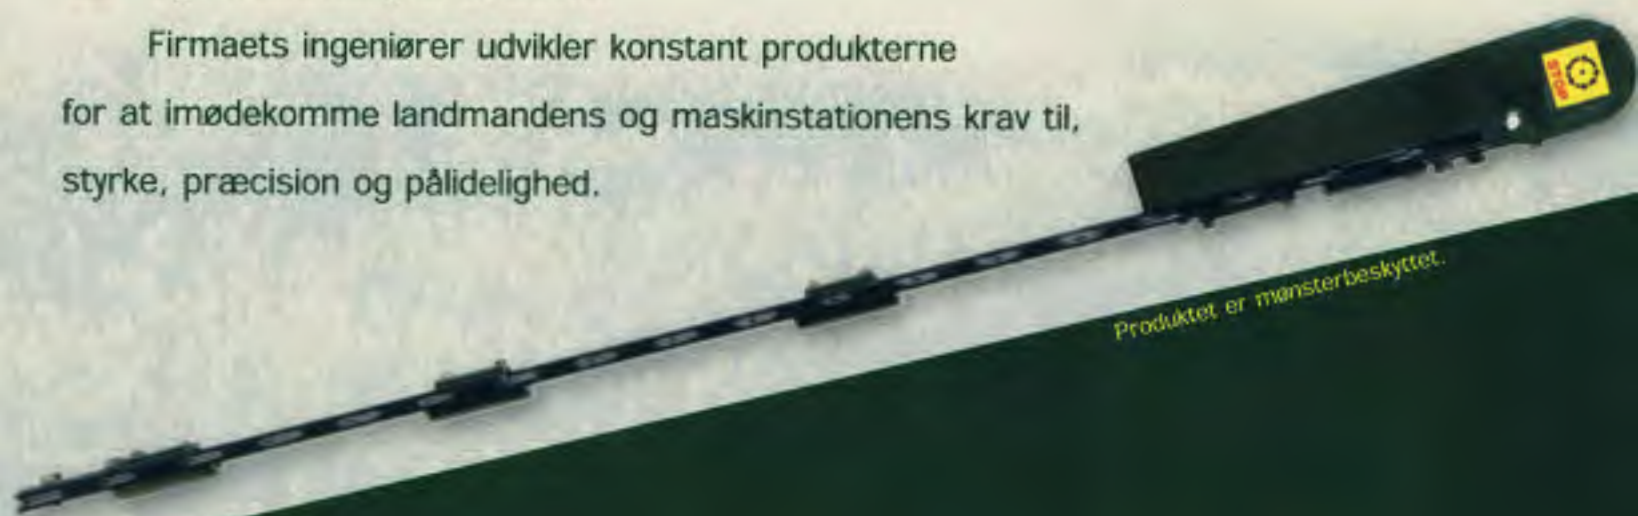 Firmaets ingeniører udvikler konstant produkterne
for at imødekomme landmandens og maskinstationens krav til,
styrke, præcision og pålidelighed.
STOP
Produktet er mønsterbeskyttet.